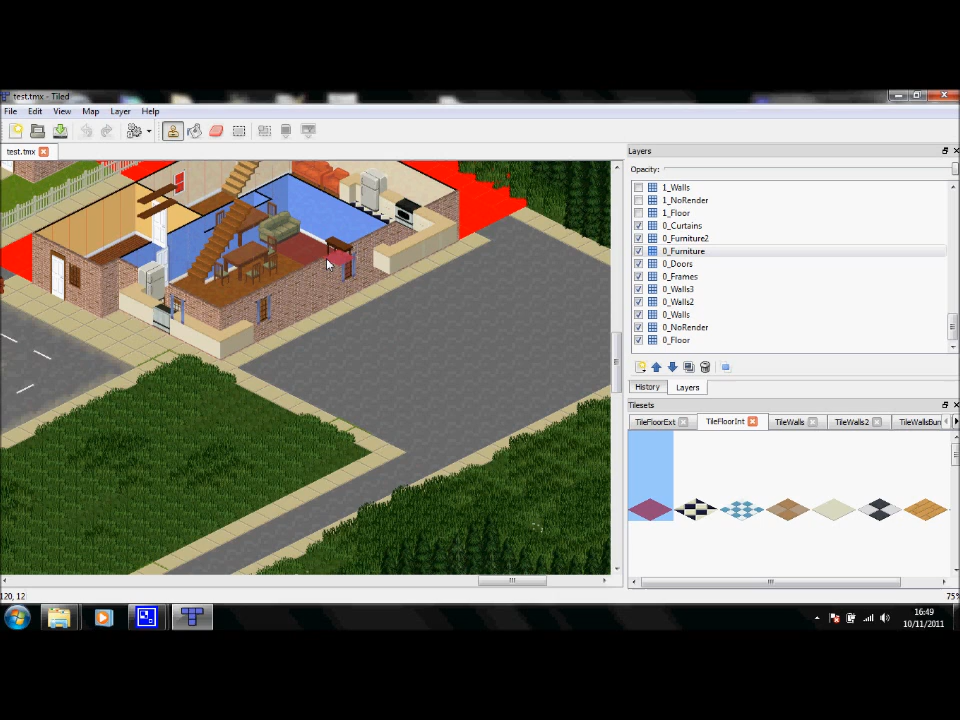 test.tmx - Tiled
File Edit View Map Layer Help
test.tmx
Layers
Opacity:
1_Walls
1_NoRender
1_Floor
0_Curtains
0_Furniture2
0_Furniture
0_Doors
0_Frames
0_Walls3
0_Walls2
0_Walls
0_NoRender
0_Floor
History Layers
Tilesets
TileFloorExt TileFloorInt TileWalls TileWalls2 TileWallsBun
120, 12 75%
16:49
10/11/2011